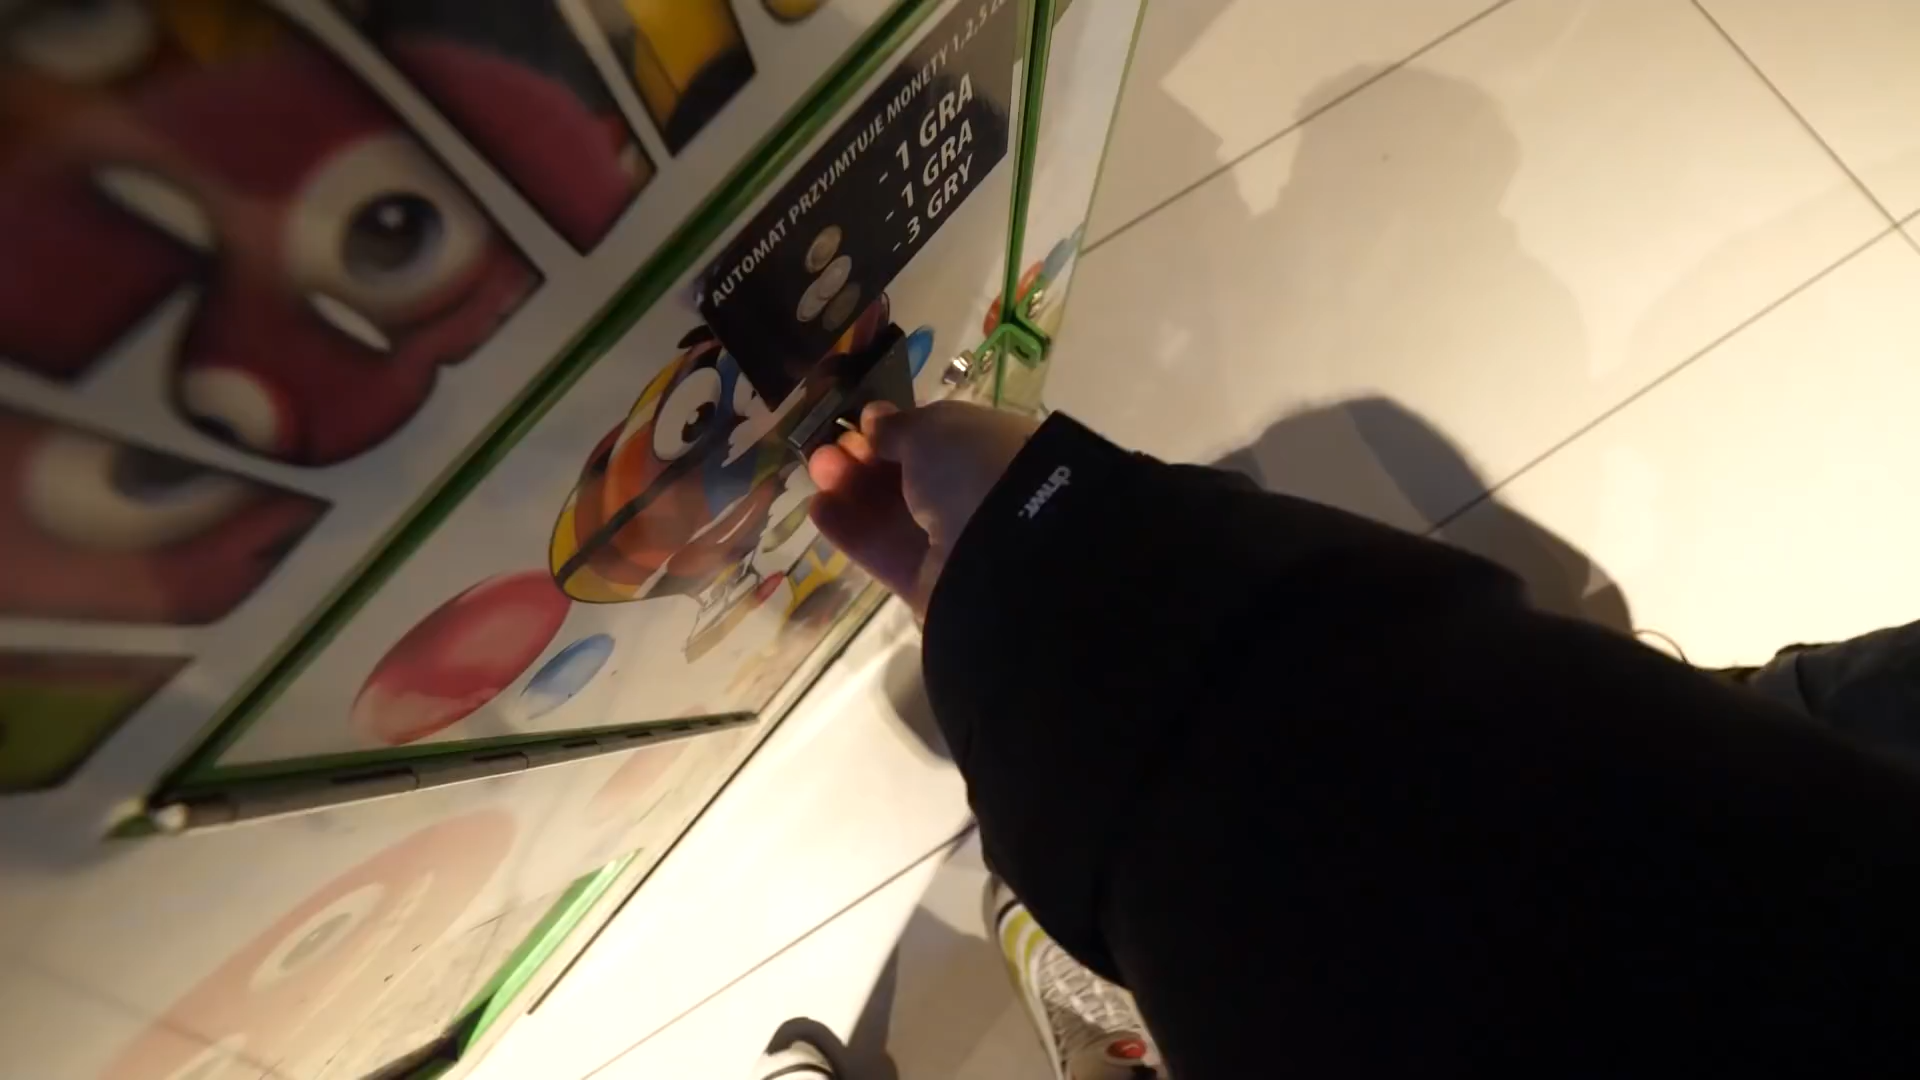 AUTOMAT PRZYJMTUJE MONETY 1,2,5
- 1 GRA
- 1 GRA
- 3 GRY